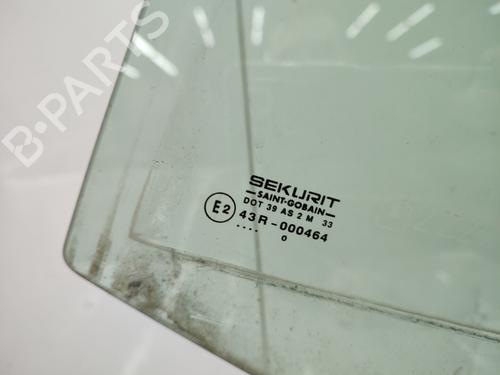 B-PARTS
SEKURIT
SAINT-GOBAIN
DOT 39 AS 2 M 33
E2 43R-000464
.... 0